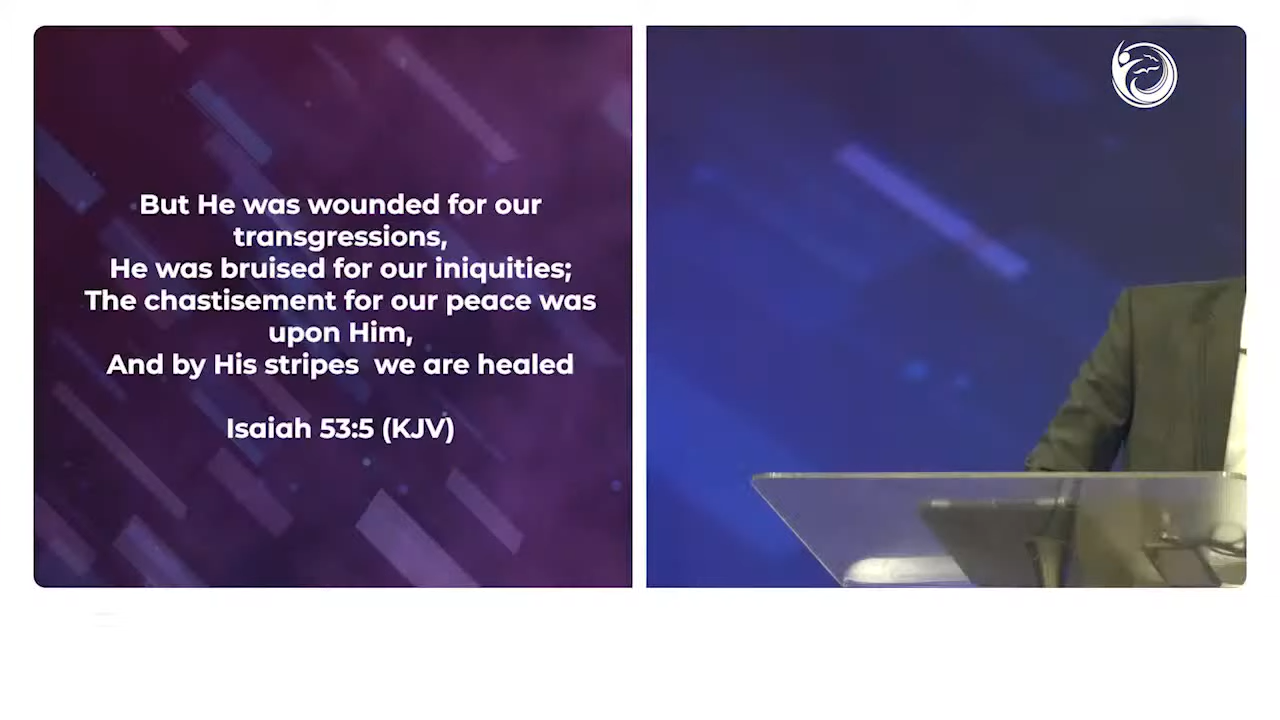 But He was wounded for our
transgressions,
He was bruised for our iniquities;
The chastisement for our peace was
upon Him,
And by His stripes  we are healed
Isaiah 53:5 (KJV)